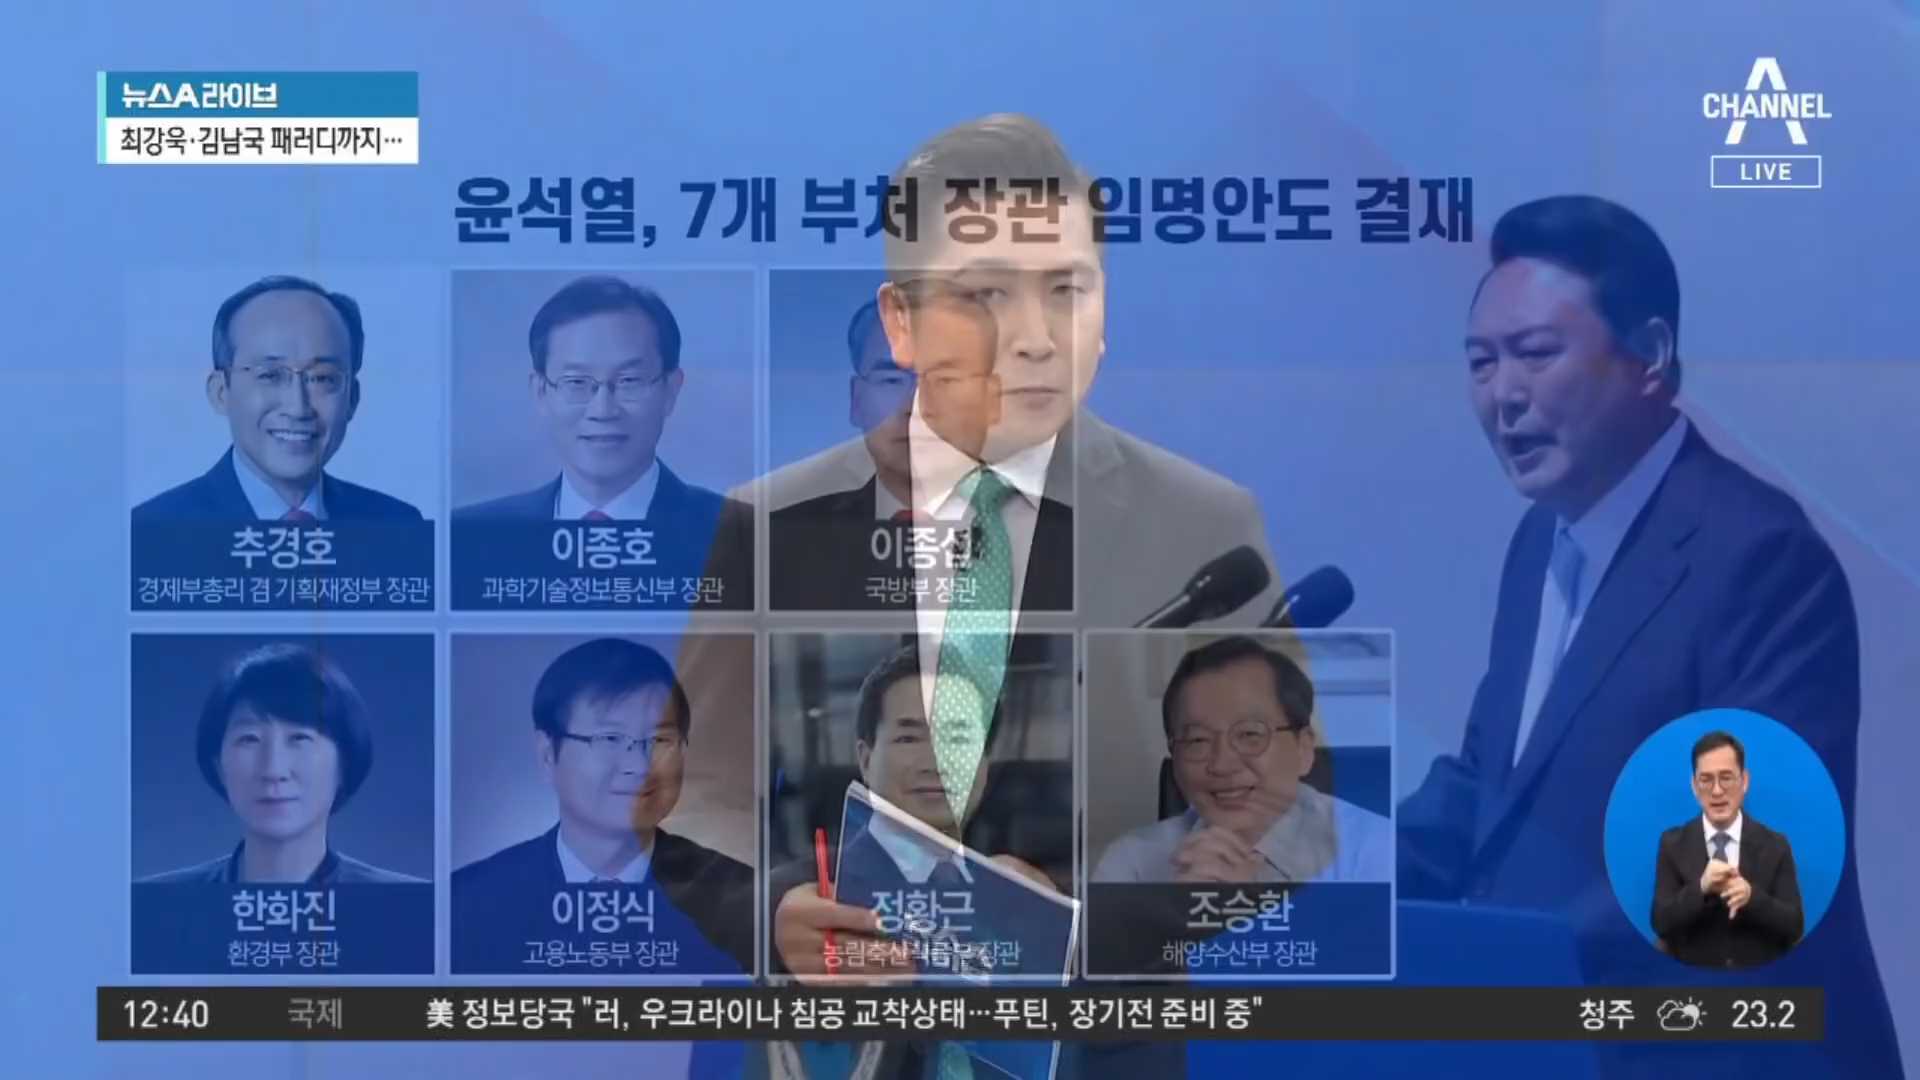 뉴스A라이브
최강욱·김남국 패러디까지…
CHANNEL A
LIVE
윤석열, 7개 부처 장관 임명안도 결재
추경호
경제부총리 겸 기획재정부 장관
이종호
과학기술정보통신부 장관
이종섭
국방부 장관
한화진
환경부 장관
이정식
고용노동부 장관
정황근
농림축산식품부 장관
조승환
해양수산부 장관
12:40 국제 美 정보당국 "러, 우크라이나 침공 교착상태…푸틴, 장기전 준비 중" 청주 23.2